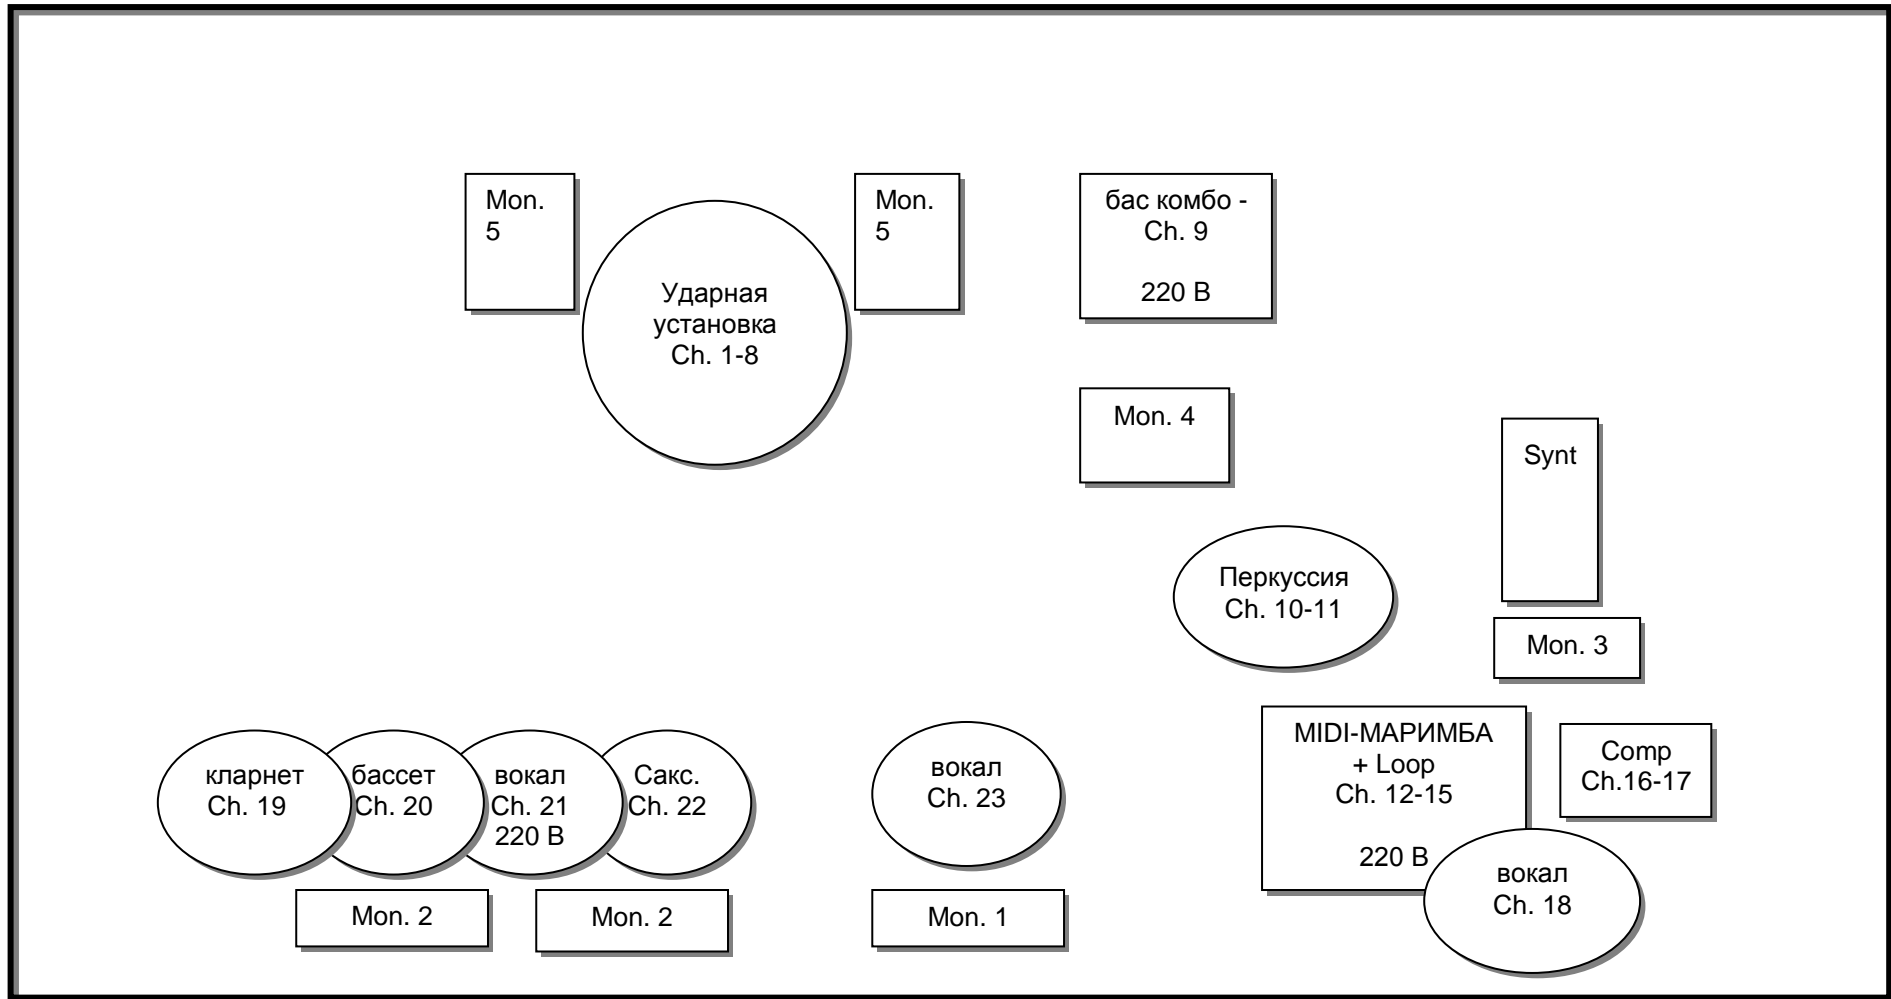 Mon.
5
Ударная
установка
Ch. 1-8
Mon.
5
бас комбо -
Ch. 9
220 В
Mon. 4
Synt
Перкуссия
Ch. 10-11
Mon. 3
кларнет
Ch. 19
бассет
Ch. 20
вокал
Ch. 21
220 В
Сакс.
Ch. 22
вокал
Ch. 23
MIDI-МАРИМБА
+ Loop
Ch. 12-15
220 В
Comp
Ch.16-17
вокал
Ch. 18
Mon. 2
Mon. 2
Mon. 1